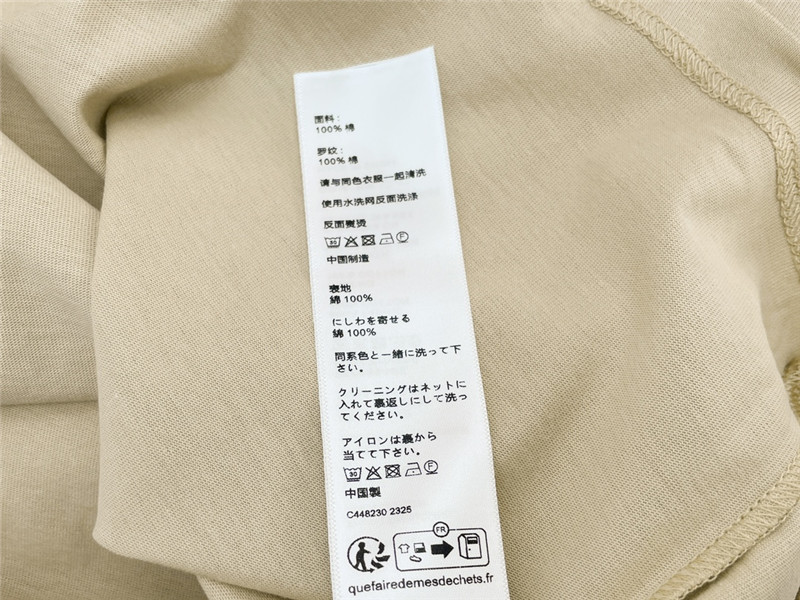 面料：
100% 棉
罗纹：
100% 棉
请与同色衣服一起清洗
使用水洗网反面洗涤
反面熨烫
30 F
中国制造
表地
綿 100%
にしわを寄せる
綿 100%
同系色と一緒に洗って下
さい。
クリーニングはネットに
入れて裏返しにして洗っ
てください。
アイロンは裏から
当てて下さい。
30 F
中国製
C448230 2325
FR
quefairedemesdechets.fr